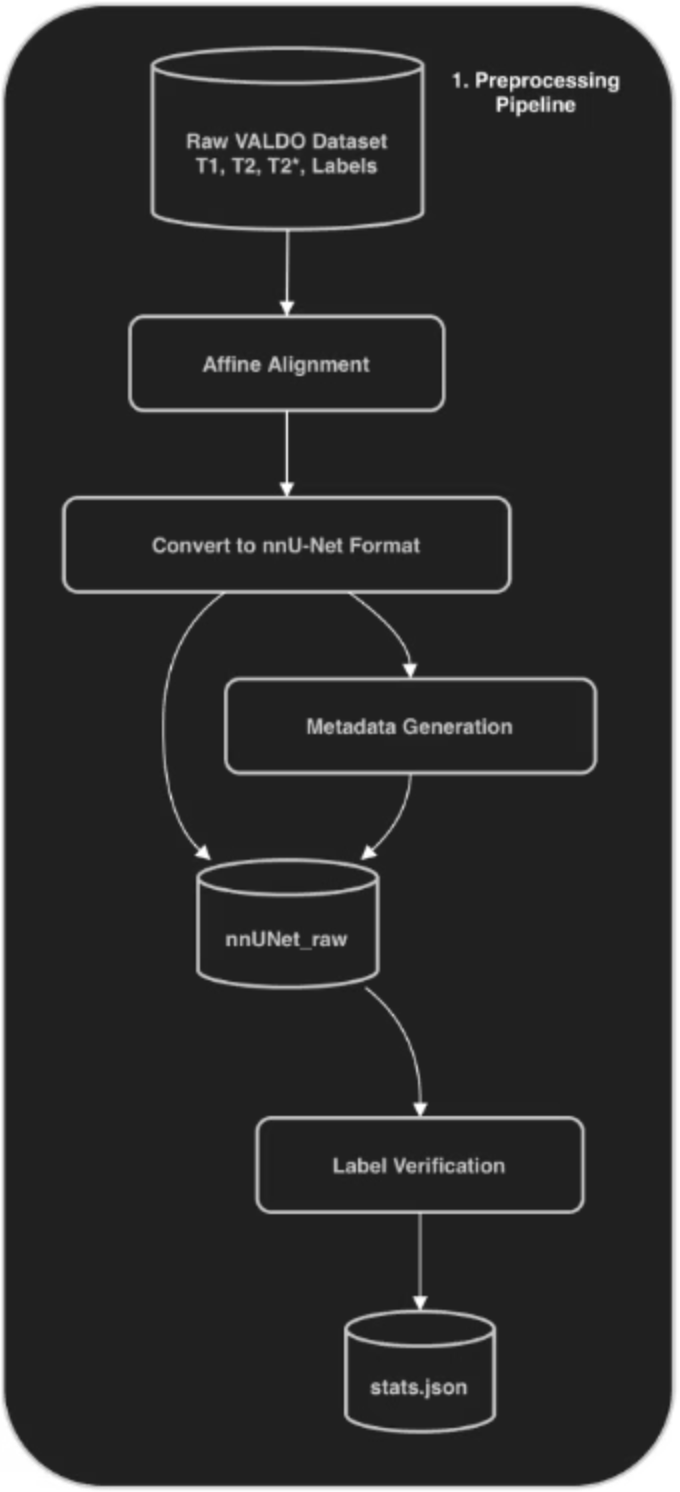 1. Preprocessing
Pipeline
Raw VALDO Dataset
T1, T2, T2*, Labels
Affine Alignment
Convert to nnU-Net Format
Metadata Generation
nnUNet_raw
Label Verification
stats.json